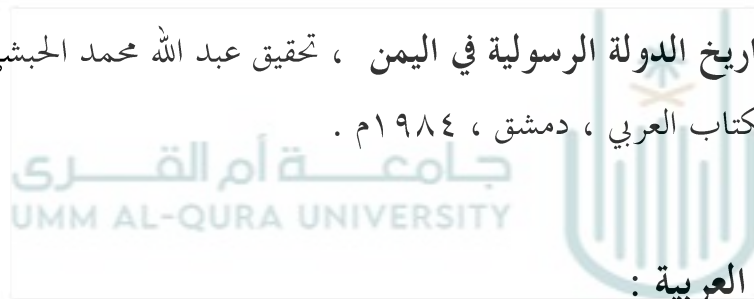 اريخ الدولة الرسولية في اليمن ، تحقيق عبد الله محمد الحبشي
كتاب العربي ، دمشق ، ١٩٨٤م .
جامعة أم القرى
UMM AL-QURA UNIVERSITY
العربية :